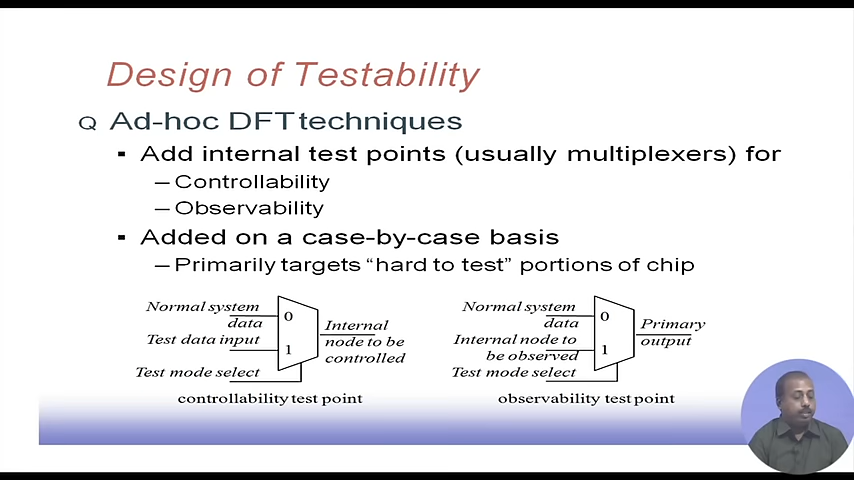 Design of Testability
Q Ad-hoc DFT techniques
▪ Add internal test points (usually multiplexers) for
– Controllability
– Observability
▪ Added on a case-by-case basis
– Primarily targets “hard to test” portions of chip
Normal system
data
Test data input
Test mode select
0
1
Internal
node to be
controlled
controllability test point
Normal system
data
Internal node to
be observed
Test mode select
0
1
Primary
output
observability test point